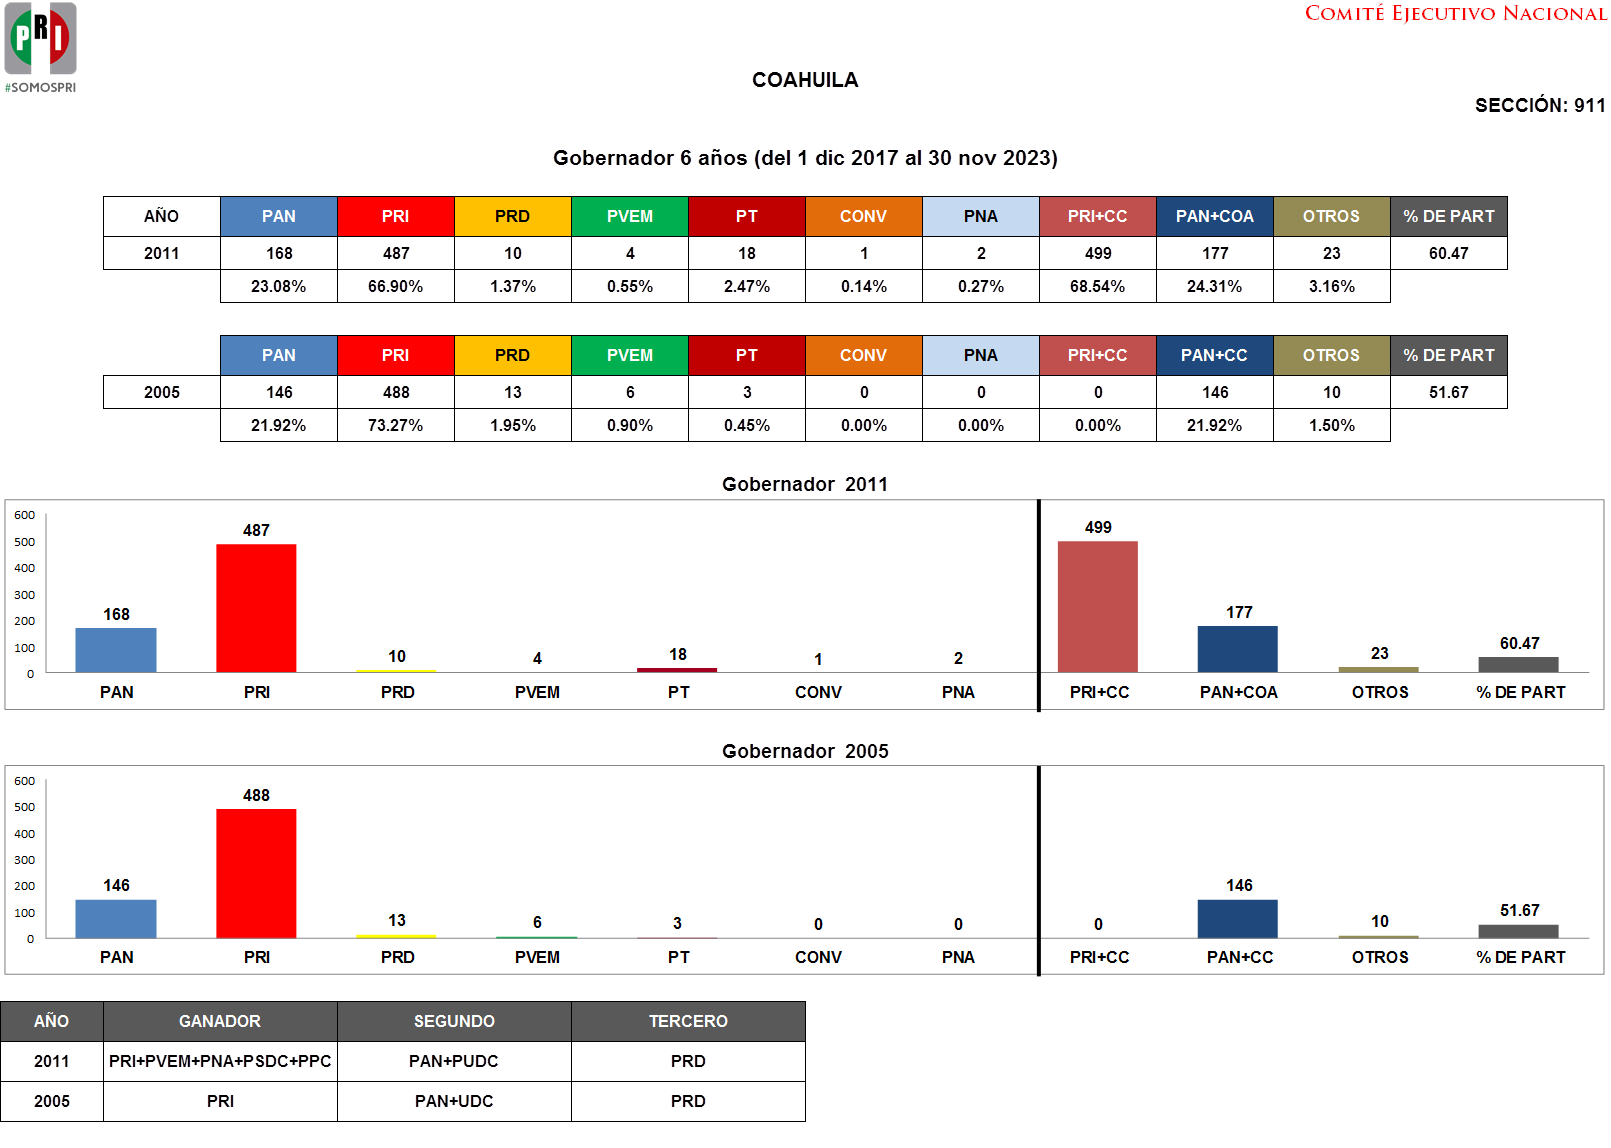 PRI
#SOMOSPRI
COMITÉ EJECUTIVO NACIONAL
COAHUILA
SECCIÓN: 911
Gobernador 6 años (del 1 dic 2017 al 30 nov 2023)
AÑO PAN PRI PRD PVEM PT CONV PNA PRI+CC PAN+COA OTROS % DE PART
2011 168 487 10 4 18 1 2 499 177 23 60.47
23.08% 66.90% 1.37% 0.55% 2.47% 0.14% 0.27% 68.54% 24.31% 3.16%
PAN PRI PRD PVEM PT CONV PNA PRI+CC PAN+CC OTROS % DE PART
2005 146 488 13 6 3 0 0 0 146 10 51.67
21.92% 73.27% 1.95% 0.90% 0.45% 0.00% 0.00% 0.00% 21.92% 1.50%
Gobernador 2011
600
500
400
300
200
100
0
168 487 10 4 18 1 2 499 177 23 60.47
PAN PRI PRD PVEM PT CONV PNA PRI+CC PAN+COA OTROS % DE PART
Gobernador 2005
600
500
400
300
200
100
0
146 488 13 6 3 0 0 0 146 10 51.67
PAN PRI PRD PVEM PT CONV PNA PRI+CC PAN+CC OTROS % DE PART
AÑO GANADOR SEGUNDO TERCERO
2011 PRI+PVEM+PNA+PSDC+PPC PAN+PUDC PRD
2005 PRI PAN+UDC PRD